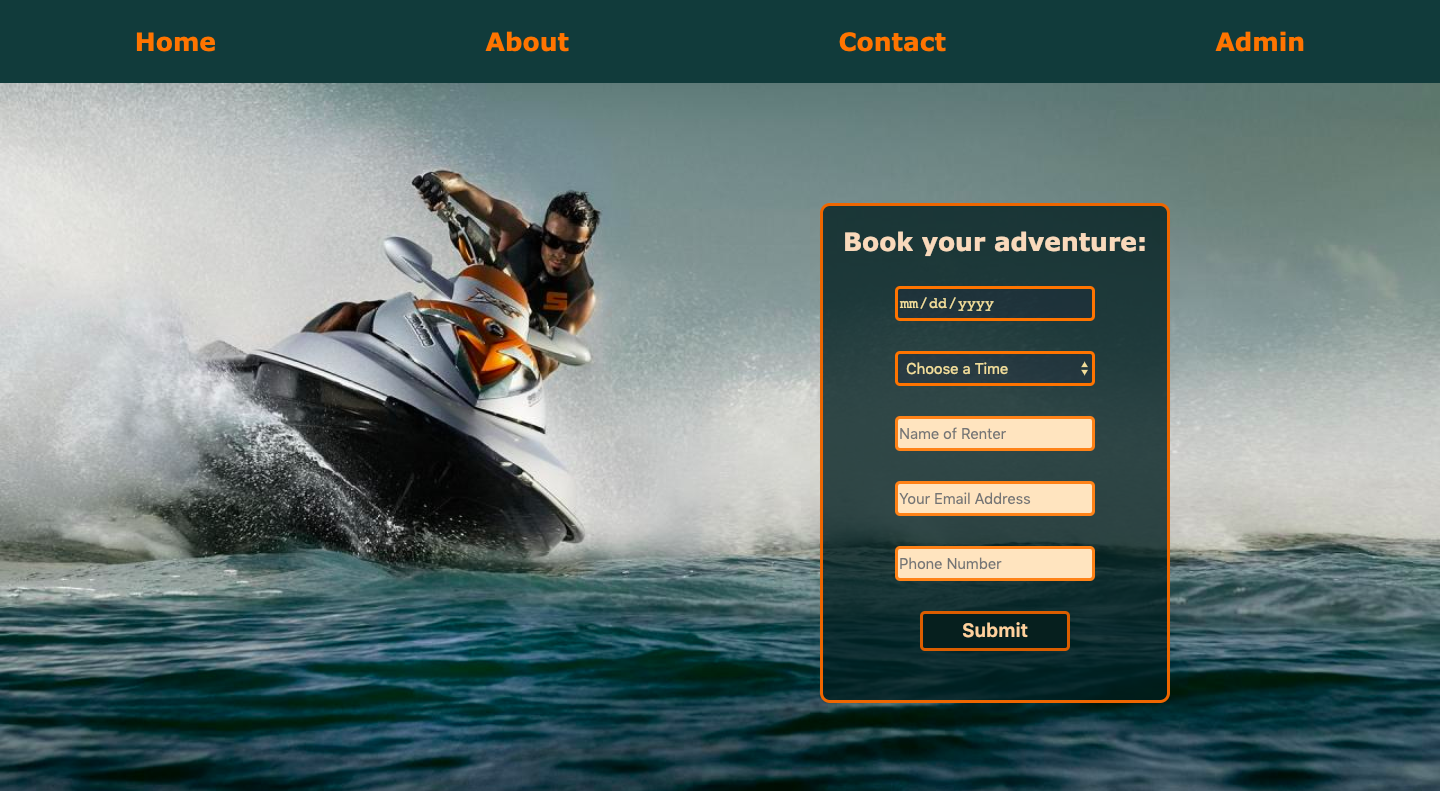 Home About Contact Admin
Book your adventure:
mm/dd/yyyy
Choose a Time
Name of Renter
Your Email Address
Phone Number
Submit